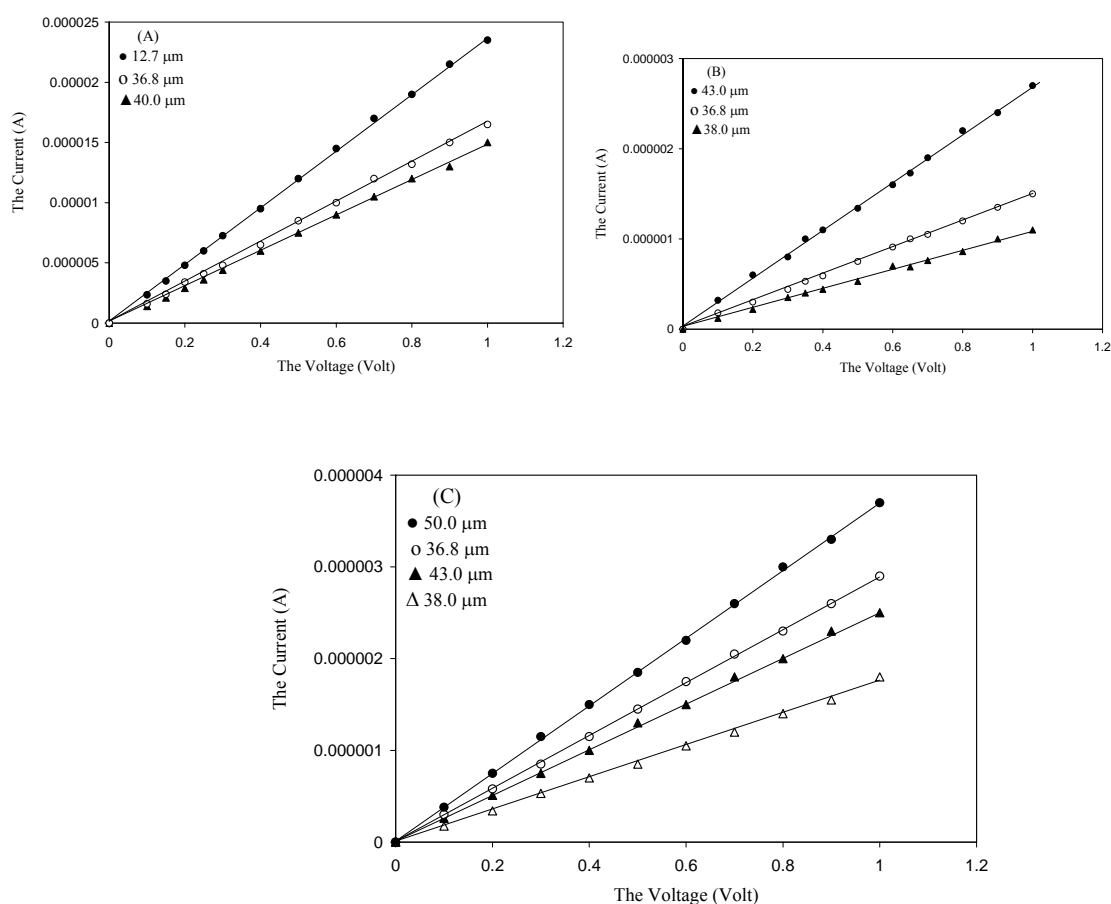 (A)
12.7 µm
36.8 µm
40.0 µm
0.000025
0.00002
0.000015
0.00001
0.000005
0
The Current (A)
0 0.2 0.4 0.6 0.8 1 1.2
The Voltage (Volt)
(B)
43.0 µm
36.8 µm
38.0 µm
0.000003
0.000002
0.000001
0
The Current (A)
0 0.2 0.4 0.6 0.8 1 1.2
The Voltage (Volt)
(C)
50.0 µm
36.8 µm
43.0 µm
38.0 µm
0.000004
0.000003
0.000002
0.000001
0
The Current (A)
0 0.2 0.4 0.6 0.8 1 1.2
The Voltage (Volt)